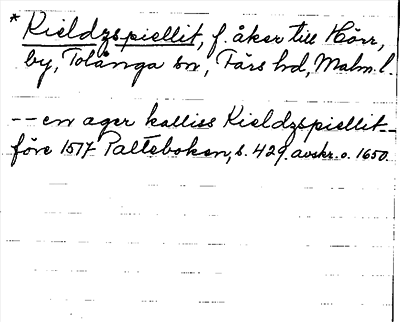 * Kieldzspiellit, f. åker till Hörr,
by, Tolånga sn, Färs hd, Malm. l.
-- en ager kalliss Kieldzspiellit --
före 1577 Palteboken, s. 429. avskr. o. 1650.